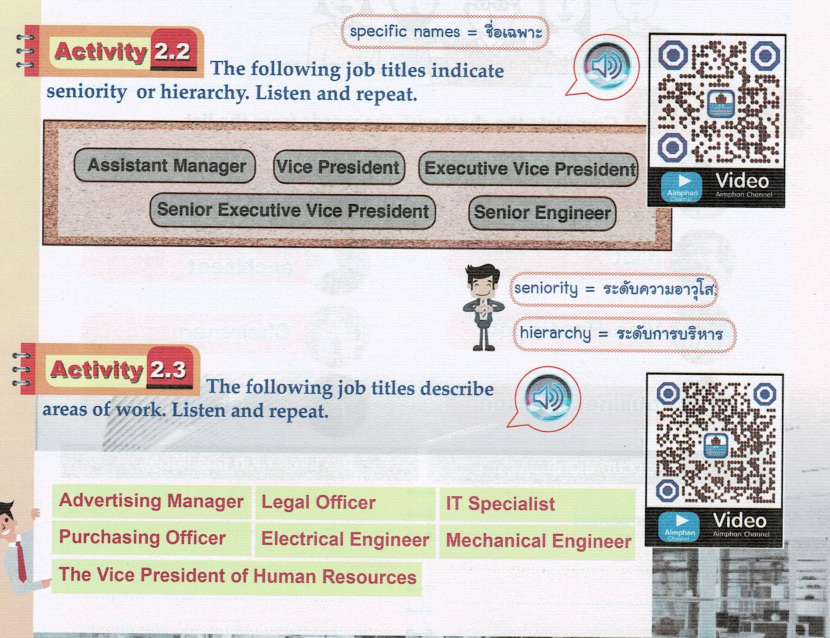 specific names = ชื่อเฉพาะ
Activity 2.2
The following job titles indicate
seniority or hierarchy. Listen and repeat.
Assistant Manager
Vice President
Executive Vice President
Senior Executive Vice President
Senior Engineer
Aimphan
Channel
Video
Aimphan Channel
seniority = ระดับความอาวุโส
hierarchy = ระดับการบริหาร
Activity 2.3
The following job titles describe
areas of work. Listen and repeat.
Advertising Manager
Legal Officer
IT Specialist
Purchasing Officer
Electrical Engineer
Mechanical Engineer
The Vice President of Human Resources
Aimphan
Channel
Video
Aimphan Channel